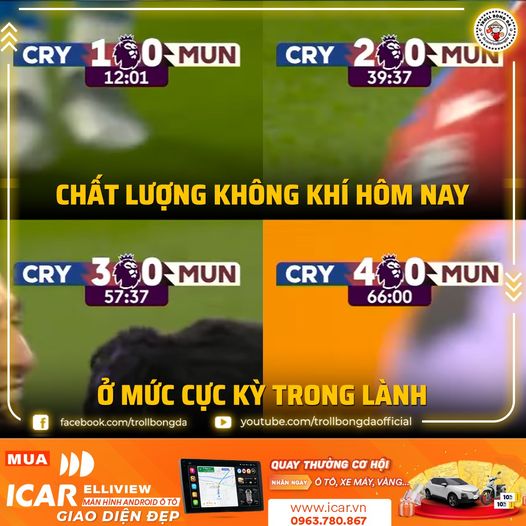 TROLL BÓNG ĐÁ
CRY 1 0 MUN
12:01
CRY 2 0 MUN
39:37
CHẤT LƯỢNG KHÔNG KHÍ HÔM NAY
CRY 3 0 MUN
57:37
CRY 4 0 MUN
66:00
Ở MỨC CỰC KỲ TRONG LÀNH
facebook.com/trollbongda
youtube.com/trollbongdaofficial
MUA
ICAR
ELLIVIEW
MÀN HÌNH ANDROID Ô TÔ
GIAO DIỆN ĐẸP
QUAY THƯỞNG CƠ HỘI
NHẬN NGAY Ô TÔ, XE MÁY, VÀNG...
www.icar.vn
0963.780.867